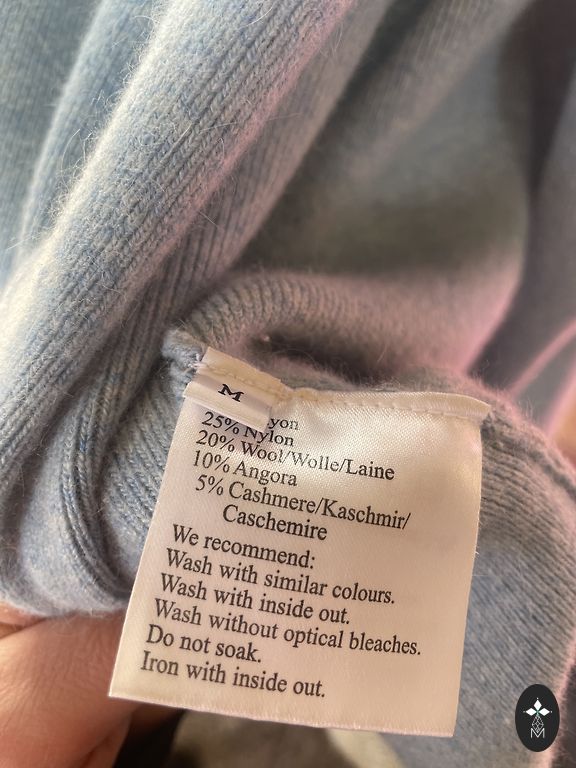 M
yon
25% Nylon
20% Wool/Wolle/Laine
10% Angora
5% Cashmere/Kaschmir/
Caschemire
We recommend:
Wash with similar colours.
Wash with inside out.
Wash without optical bleaches.
Do not soak.
Iron with inside out.
M